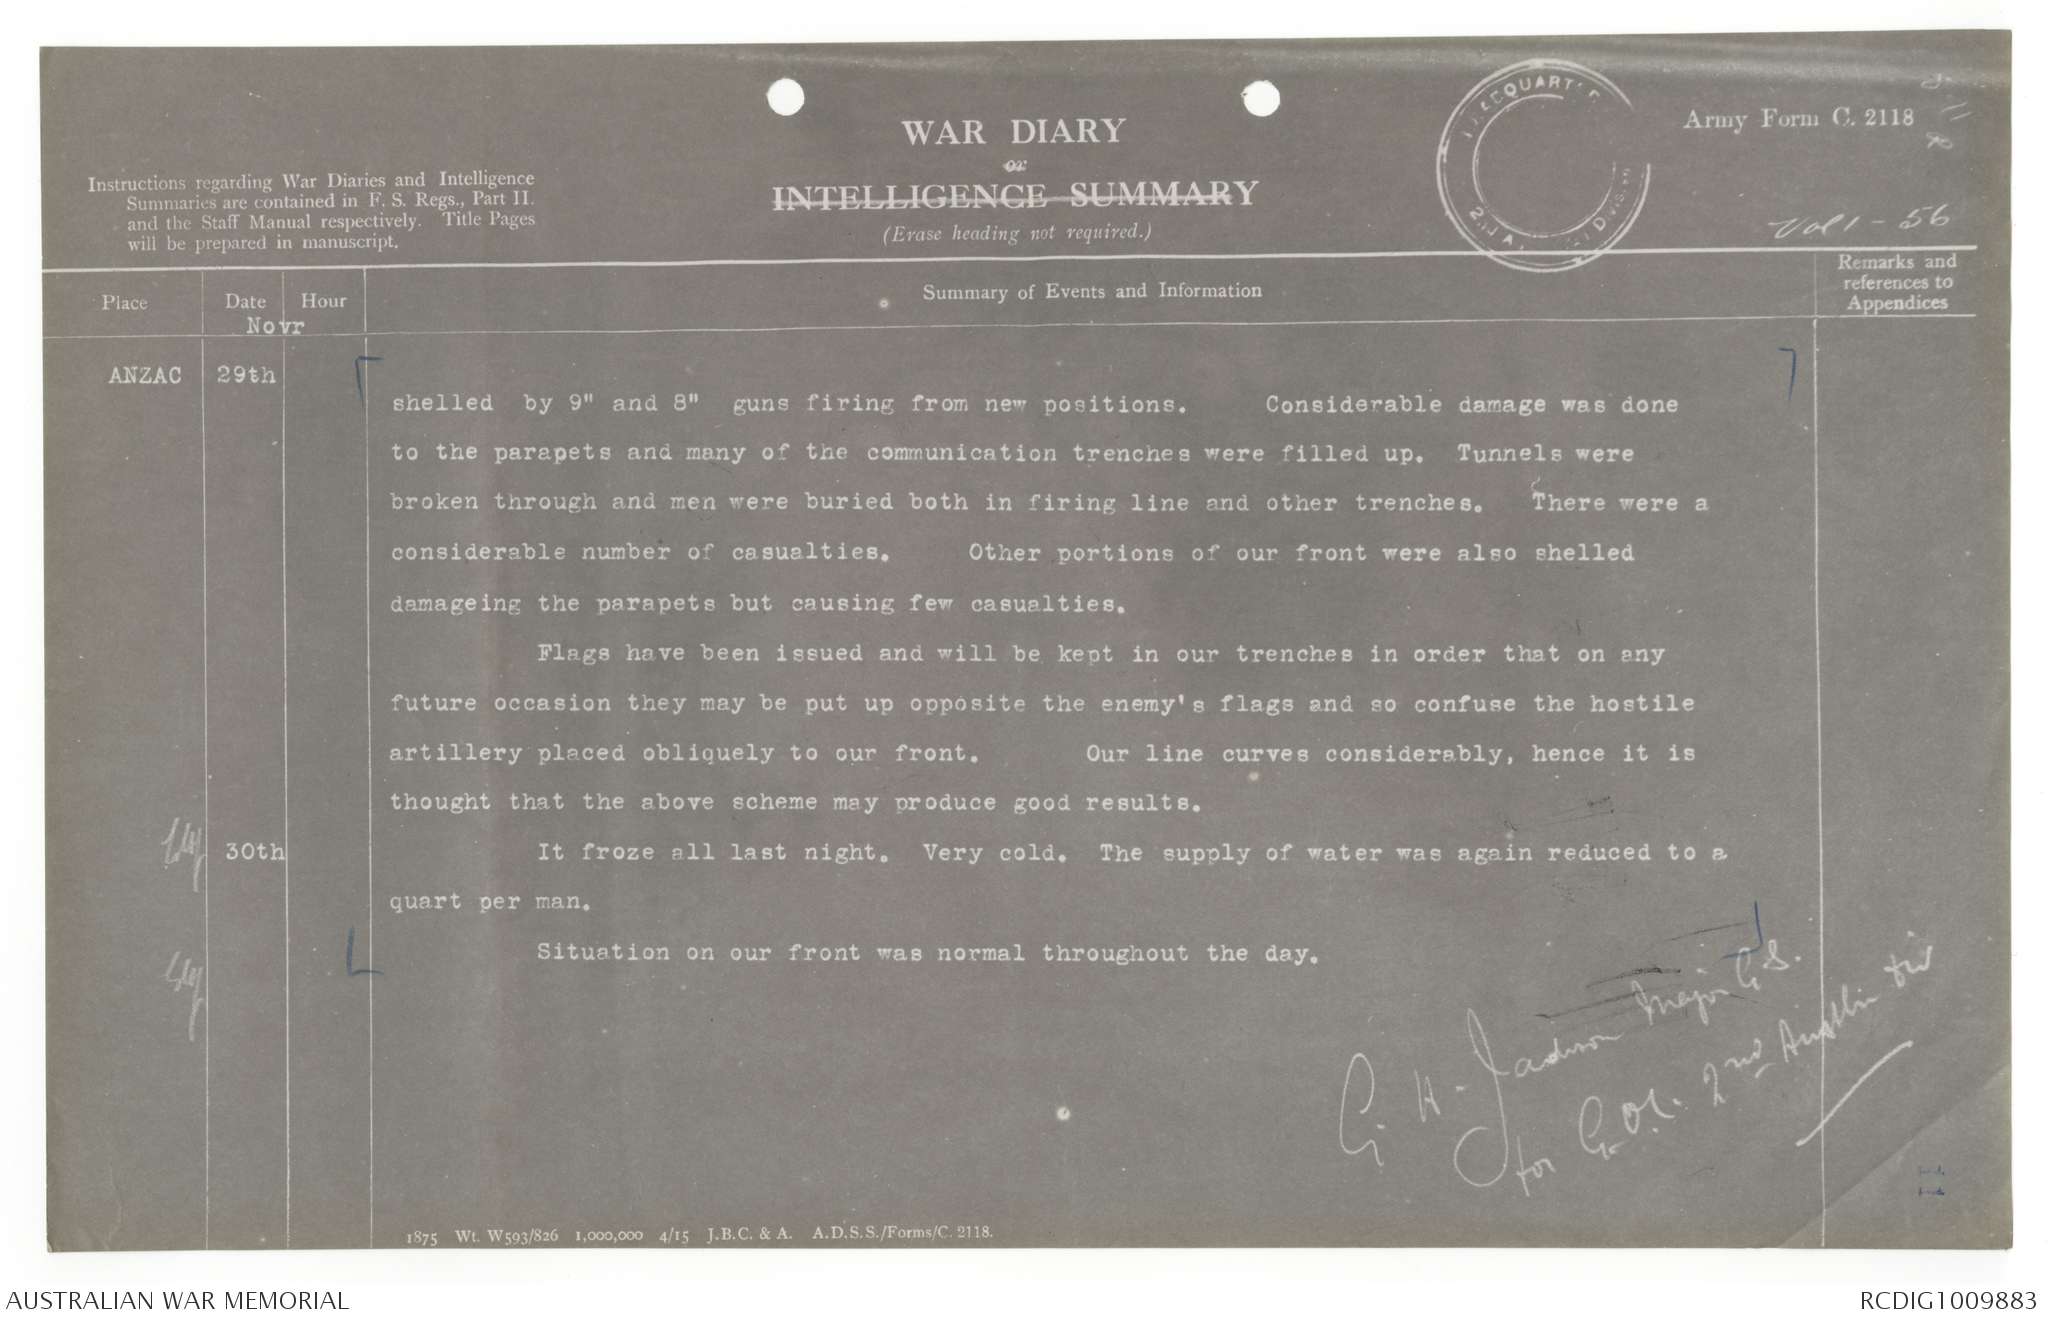 Army Form C. 2118
WAR DIARY
or
INTELLIGENCE SUMMARY
(Erase heading not required.)
Instructions regarding War Diaries and Intelligence
Summaries are contained in F. S. Regs., Part II.
and the Staff Manual respectively. Title Pages
will be prepared in manuscript.
Vol 1 - 56
Place
Date
Hour
Summary of Events and Information
Remarks and
references to
Appendices
Novr
ANZAC 29th
shelled by 9" and 8" guns firing from new positions. Considerable damage was done
to the parapets and many of the communication trenches were filled up. Tunnels were
broken through and men were buried both in firing line and other trenches. There were a
considerable number of casualties. Other portions of our front were also shelled
damageing the parapets but causing few casualties.
Flags have been issued and will be kept in our trenches in order that on any
future occasion they may be put up opposite the enemy's flags and so confuse the hostile
artillery placed obliquely to our front. Our line curves considerably, hence it is
thought that the above scheme may produce good results.
30th It froze all last night. Very cold. The supply of water was again reduced to a
quart per man.
Situation on our front was normal throughout the day.
Major G.S.
for G.O.C. 2nd Austln Div
1875 Wt. W593/826 1,000,000 4/15 J.B.C. & A. A.D.S.S./Forms/C. 2118.
AUSTRALIAN WAR MEMORIAL
RCDIG1009883